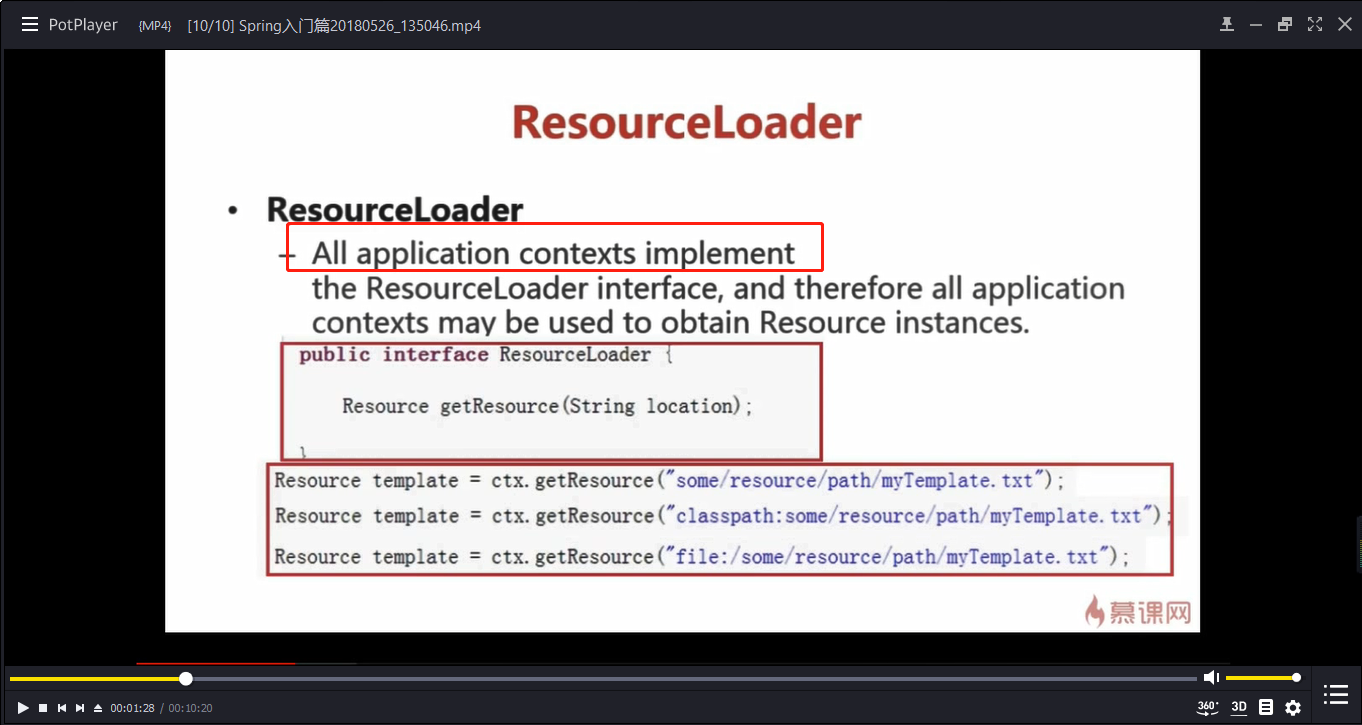 PotPlayer {MP4} [10/10] Spring入门篇20180526_135046.mp4
ResourceLoader
• ResourceLoader
– All application contexts implement
the ResourceLoader interface, and therefore all application
contexts may be used to obtain Resource instances.
public interface ResourceLoader {
Resource getResource(String location);
}
Resource template = ctx.getResource("some/resource/path/myTemplate.txt");
Resource template = ctx.getResource("classpath:some/resource/path/myTemplate.txt");
Resource template = ctx.getResource("file:/some/resource/path/myTemplate.txt");
慕课网
00:01:28 / 00:10:20
360° 3D